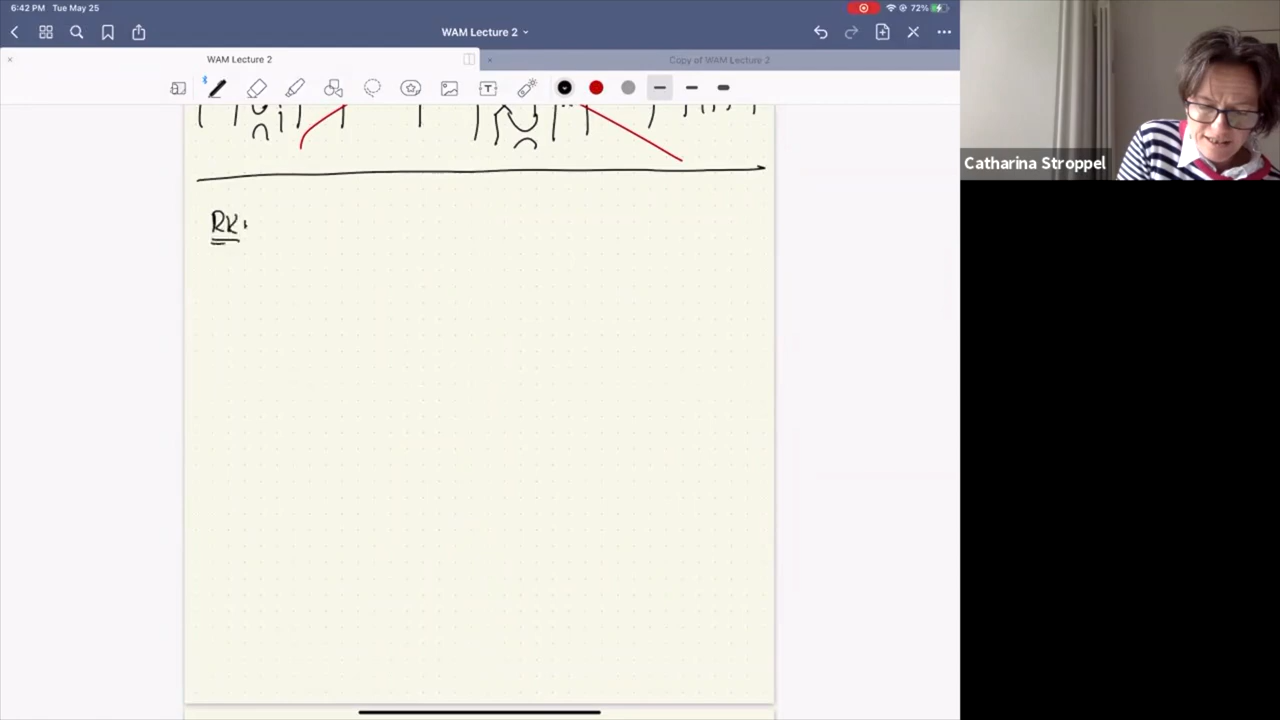 6:42 PM Tue May 25
72%
WAM Lecture 2
WAM Lecture 2
Copy of WAM Lecture 2
T
Rk:
Catharina Stroppel